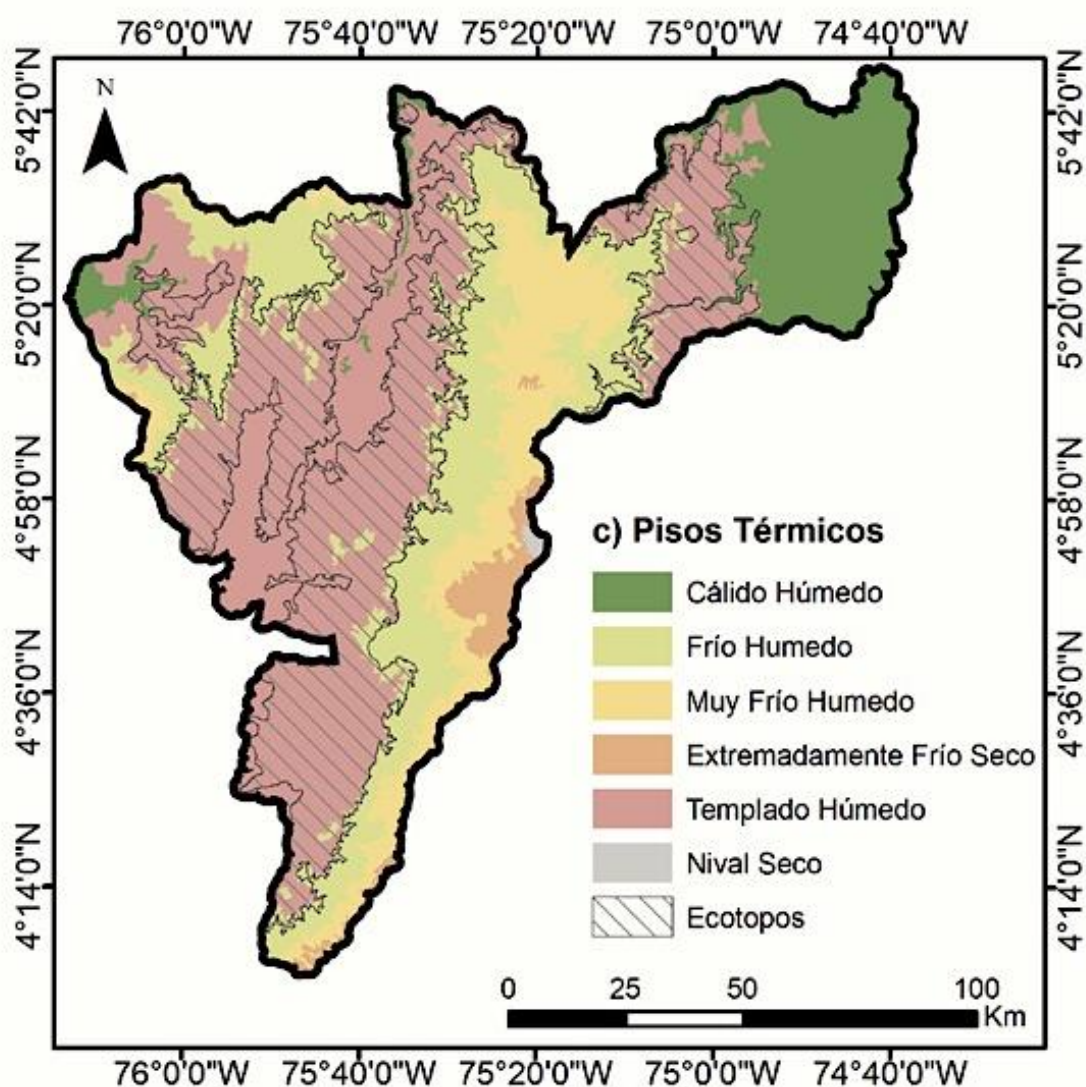 76°0'0"W 75°40'0"W 75°20'0"W 75°0'0"W 74°40'0"W
N
5°42'0"N
5°42'0"N
5°20'0"N
5°20'0"N
4°58'0"N
4°58'0"N
c) Pisos Térmicos
Cálido Húmedo
Frío Humedo
Muy Frío Humedo
Extremadamente Frío Seco
Templado Húmedo
Nival Seco
Ecotopos
4°36'0"N
4°36'0"N
4°14'0"N
4°14'0"N
0 25 50 100
Km
76°0'0"W 75°40'0"W 75°20'0"W 75°0'0"W 74°40'0"W